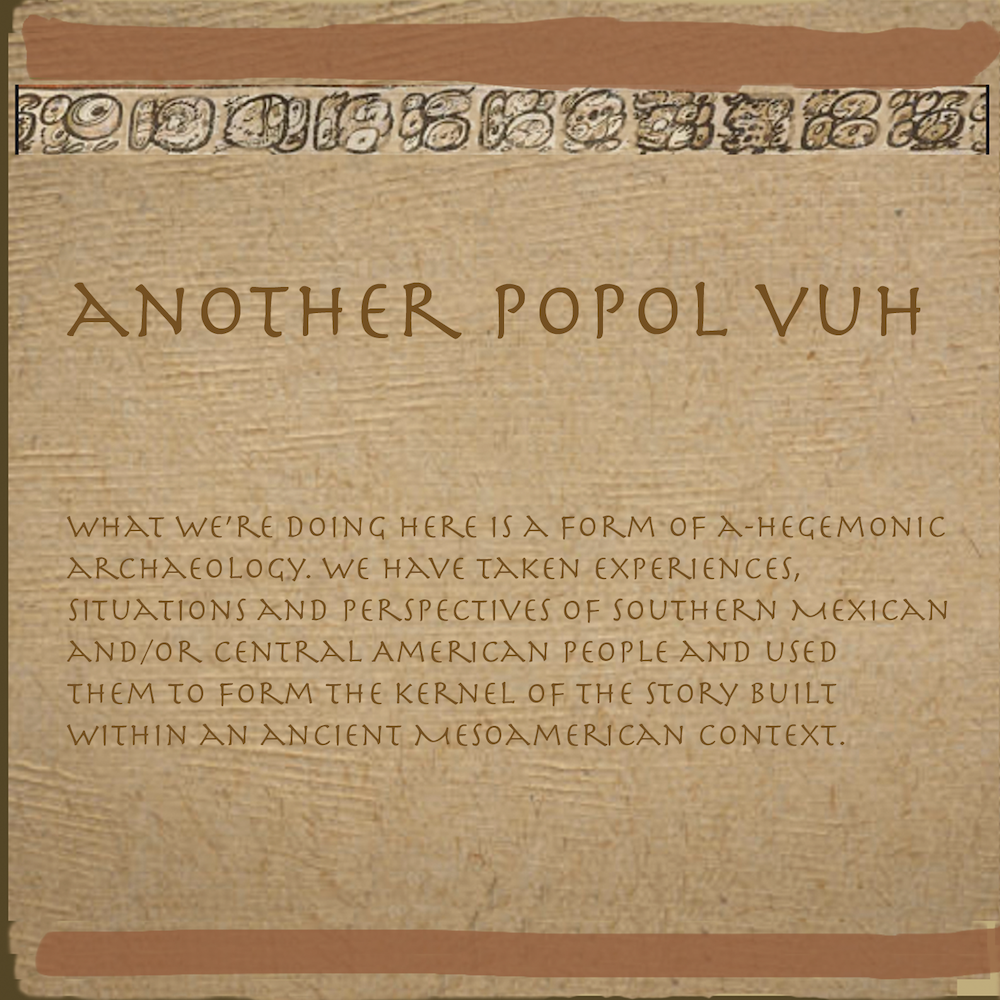 ANOTHER POPOL VUH
WHAT WE'RE DOING HERE IS A FORM OF A-HEGEMONIC
ARCHAEOLOGY. WE HAVE TAKEN EXPERIENCES,
SITUATIONS AND PERSPECTIVES OF SOUTHERN MEXICAN
AND/OR CENTRAL AMERICAN PEOPLE AND USED
THEM TO FORM THE KERNEL OF THE STORY BUILT
WITHIN AN ANCIENT MESOAMERICAN CONTEXT.